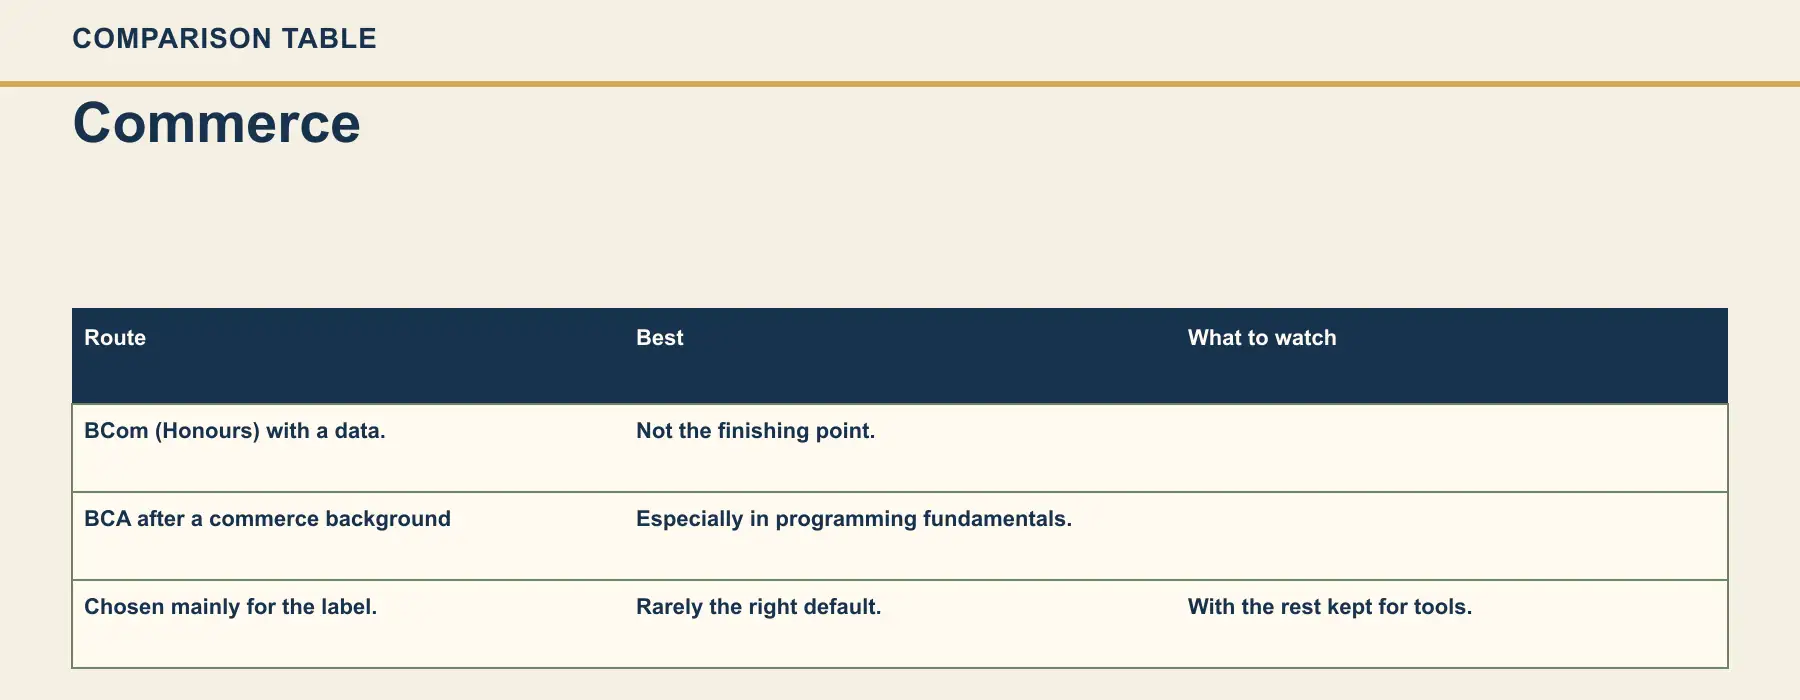 COMPARISON TABLE
Commerce
Route Best What to watch
BCom (Honours) with a data. Not the finishing point.
BCA after a commerce background Especially in programming fundamentals.
Chosen mainly for the label. Rarely the right default. With the rest kept for tools.